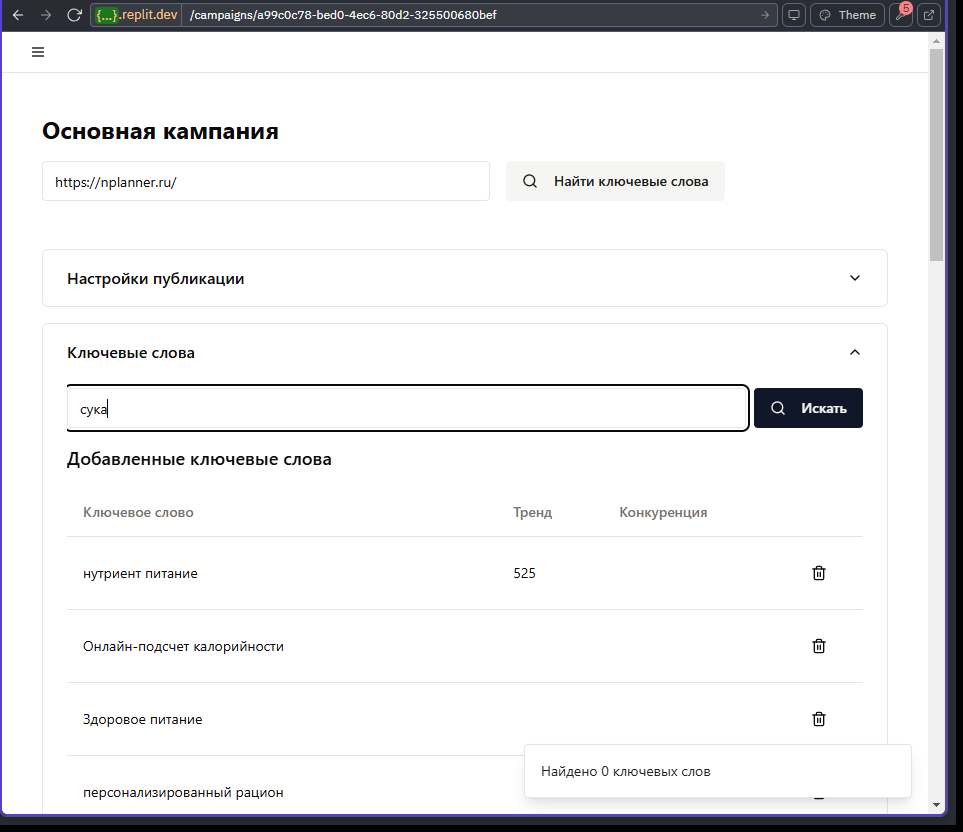 {...}.replit.dev /campaigns/a99c0c78-bed0-4ec6-80d2-325500680bef Theme 5
Основная кампания
https://nplanner.ru/ Найти ключевые слова
Настройки публикации
Ключевые слова
сука Искать
Добавленные ключевые слова
Ключевое слово Тренд Конкуренция
нутриент питание 525
Онлайн-подсчет калорийности
Здоровое питание
Найдено 0 ключевых слов
персонализированный рацион